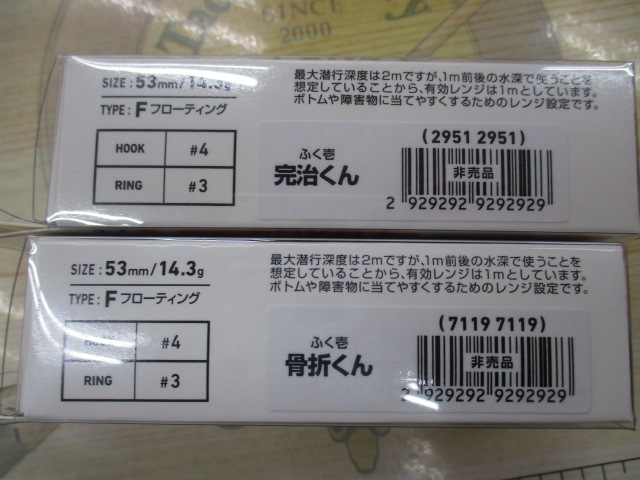 SINCE
2000
SIZE : 53mm/14.3g
TYPE : F フローティング
HOOK #4
RING #3
最大潜行深度は2mですが、1m前後の水深で使うことを
想定していることから、有効レンジは1mとしています。
ボトムや障害物に当てやすくするためのレンジ設定です。
ふく壱
完治くん
(2951 2951)
非売品
2 929292 9292929
SIZE : 53mm/14.3g
TYPE : F フローティング
HOOK #4
RING #3
最大潜行深度は2mですが、1m前後の水深で使うことを
想定していることから、有効レンジは1mとしています。
ボトムや障害物に当てやすくするためのレンジ設定です。
ふく壱
骨折くん
(7119 7119)
非売品
2 929292 9292929